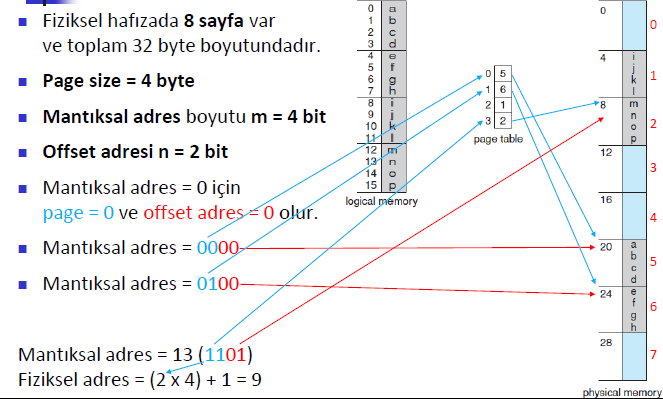 Fiziksel hafızada 8 sayfa var
ve toplam 32 byte boyutundadır.
Page size = 4 byte
Mantıksal adres boyutu m = 4 bit
Offset adresi n = 2 bit
Mantıksal adres = 0 için
page = 0 ve offset adres = 0 olur.
Mantıksal adres = 0000
Mantıksal adres = 0100
Mantıksal adres = 13 (1101)
Fiziksel adres = (2 x 4) + 1 = 9
0 a
1 b
2 c
3 d
4 e
5 f
6 g
7 h
8 i
9 j
10 k
11 l
12 m
13 n
14 o
15 p
logical memory
0 5
1 6
2 1
3 2
page table
0
0
4 i
j
k
l
1
8 m
n
o
p
2
12
3
16
4
20 a
b
c
d
5
24 e
f
g
h
6
28
7
physical memory